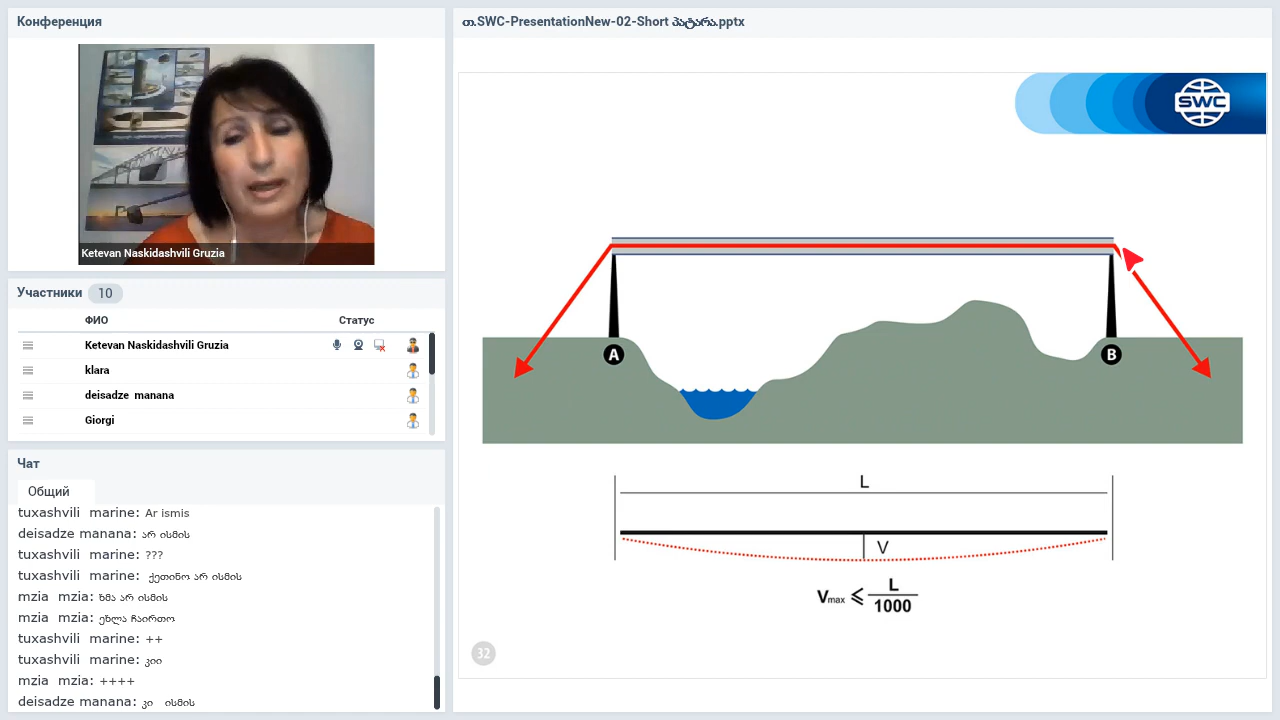 Конференция
Ketevan Naskidashvili Gruzia
Участники 10
ФИО Статус
Ketevan Naskidashvili Gruzia
klara
deisadze manana
Giorgi
Чат
Общий
tuxashvili marine: Ar ismis
deisadze manana: არ ისმის
tuxashvili marine: ???
tuxashvili marine: ქეთინო არ ისმის
mzia mzia: ხმა არ ისმის
mzia mzia: ეხლა ჩაირთო
tuxashvili marine: ++
tuxashvili marine: კიი
mzia mzia: ++++
deisadze manana: კი ისმის
თ.SWC-PresentationNew-02-Short პატარა.pptx
SWC
A B
L
V
Vmax ⩽ L
1000
32